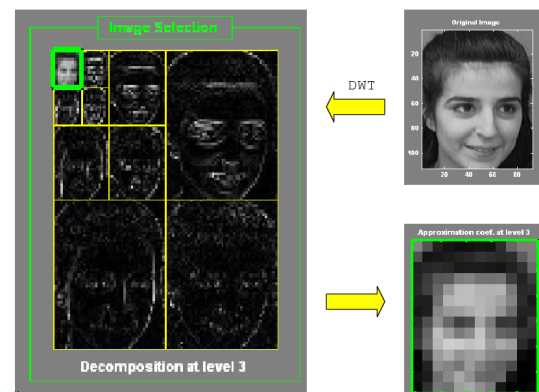 Image Selection
Decomposition at level 3
DWT
Original Image
20
40
60
80
100
20 40 60 80
Approximation coef. at level 3